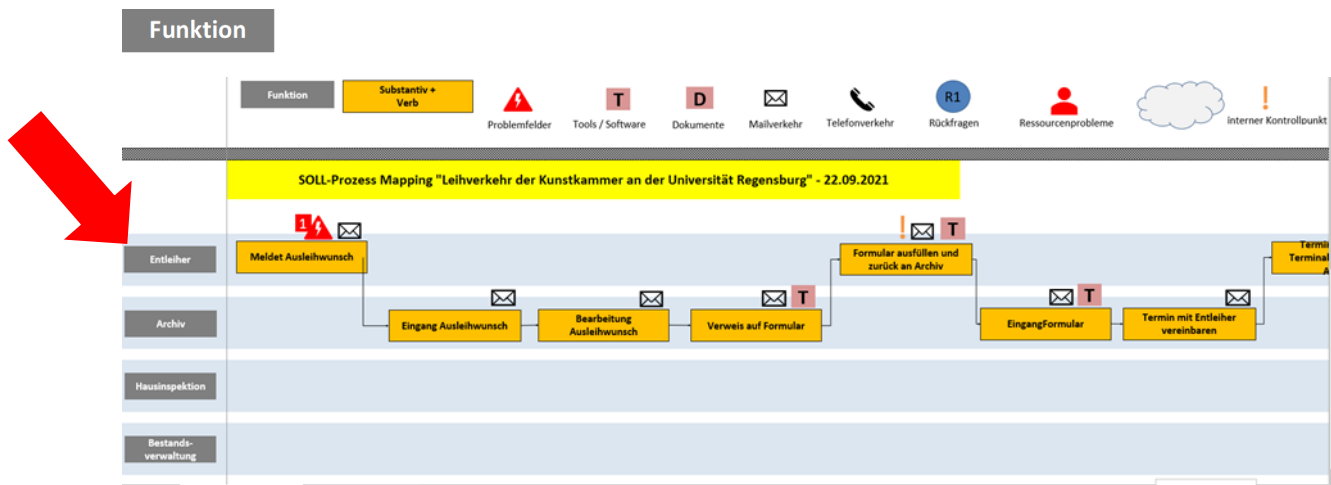 Funktion
Funktion
Substantiv +
Verb
T
D
R1
!
Problemfelder
Tools / Software
Dokumente
Mailverkehr
Telefonverkehr
Rückfragen
Ressourcenprobleme
interner Kontrollpunkt
SOLL-Prozess Mapping "Leihverkehr der Kunstkammer an der Universität Regensburg" - 22.09.2021
1
!
T
Entleiher
Meldet Ausleihwunsch
Formular ausfüllen und
zurück an Archiv
Termin
Terminal
A
T
T
Archiv
Eingang Ausleihwunsch
Bearbeitung
Ausleihwunsch
Verweis auf Formular
EingangFormular
Termin mit Entleiher
vereinbaren
Hausinspektion
Bestands-
verwaltung